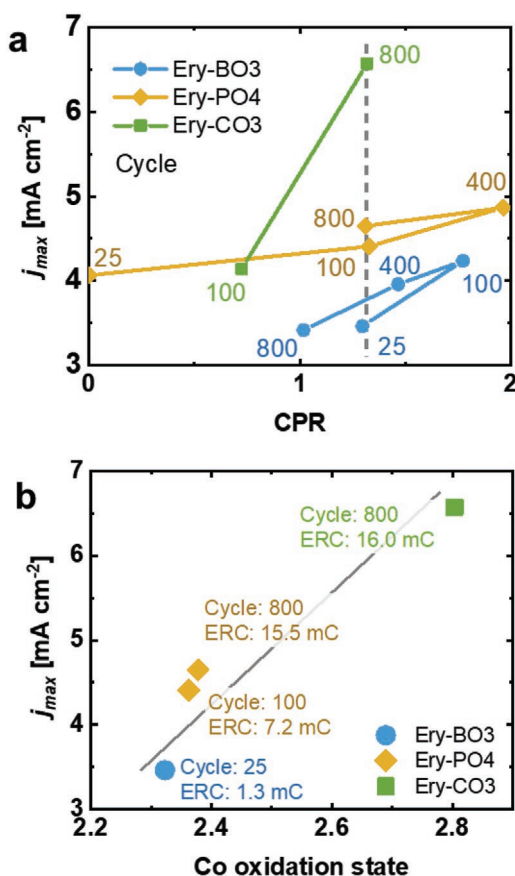 a
7
6
5
4
3
j_max [mA cm⁻²]
Ery-BO3
Ery-PO4
Ery-CO3
Cycle
800
400
800
25
100
100
400
100
800
25
0
1
2
CPR
b
7
6
5
4
3
j_max [mA cm⁻²]
Cycle: 800
ERC: 16.0 mC
Cycle: 800
ERC: 15.5 mC
Cycle: 100
ERC: 7.2 mC
Cycle: 25
ERC: 1.3 mC
Ery-BO3
Ery-PO4
Ery-CO3
2.2
2.4
2.6
2.8
Co oxidation state